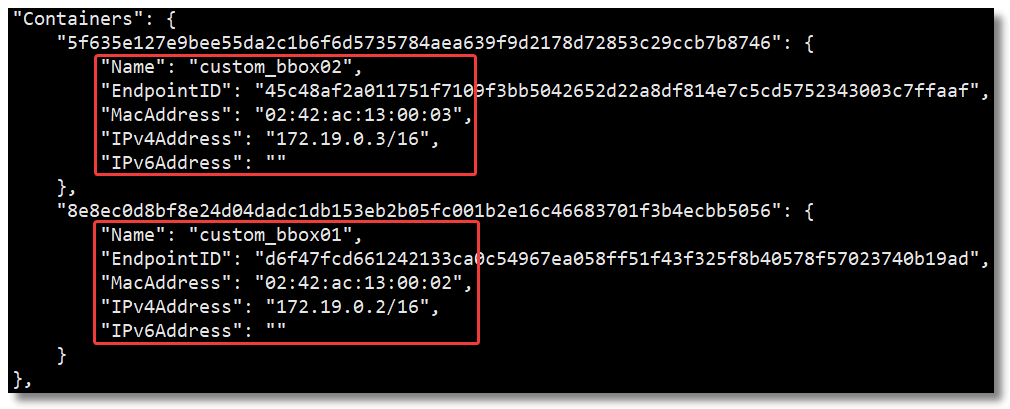 "Containers": {
"5f635e127e9bee55da2c1b6f6d5735784aea639f9d2178d72853c29ccb7b8746": {
"Name": "custom_bbox02",
"EndpointID": "45c48af2a011751f7109f3bb5042652d22a8df814e7c5cd5752343003c7ffaaf",
"MacAddress": "02:42:ac:13:00:03",
"IPv4Address": "172.19.0.3/16",
"IPv6Address": ""
},
"8e8ec0d8bf8e24d04dadc1db153eb2b05fc001b2e16c46683701f3b4ecbb5056": {
"Name": "custom_bbox01",
"EndpointID": "d6f47fcd661242133ca0c54967ea058ff51f43f325f8b40578f57023740b19ad",
"MacAddress": "02:42:ac:13:00:02",
"IPv4Address": "172.19.0.2/16",
"IPv6Address": ""
}
},